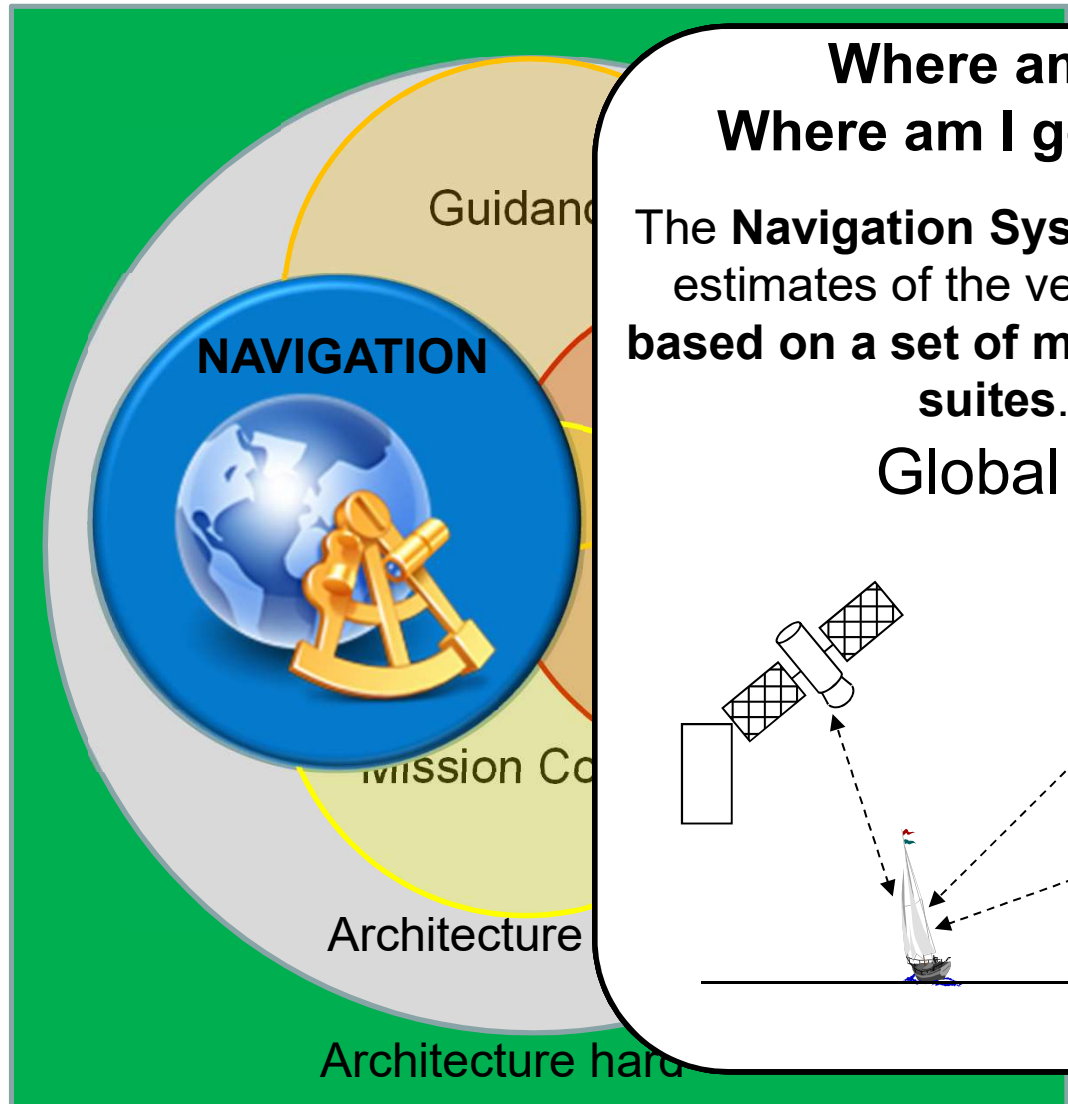 Where an
Where am I g
Guidanc
The Navigation Sys
estimates of the ve
based on a set of m
suites.
NAVIGATION
Global
Mission Co
Architecture
Architecture hard